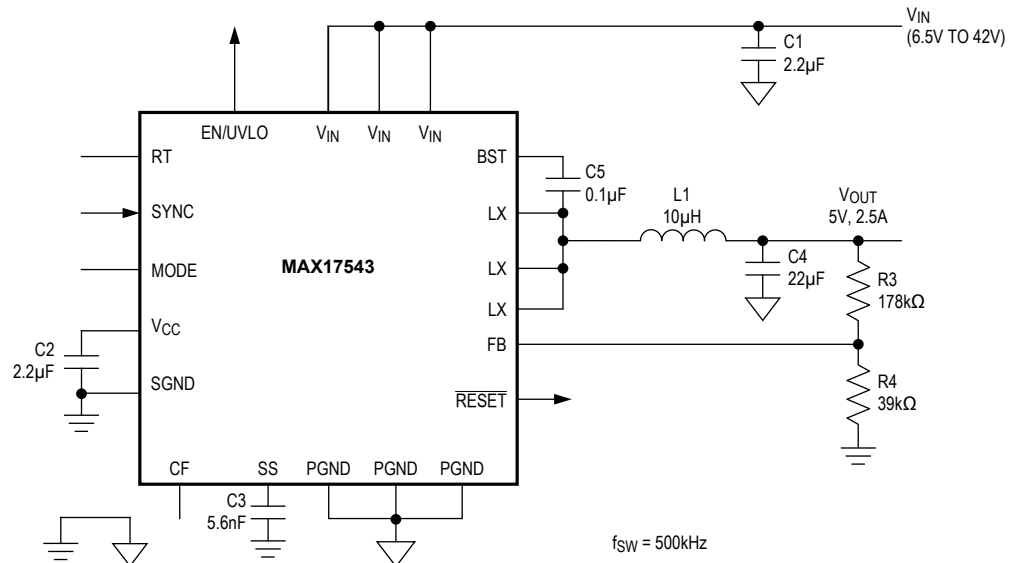 VIN
(6.5V TO 42V)
C1
2.2µF
EN/UVLO
VIN
VIN
VIN
RT
BST
C5
0.1µF
SYNC
LX
L1
10µH
VOUT
5V, 2.5A
MODE
MAX17543
LX
C4
22µF
R3
178kΩ
LX
VCC
C2
2.2µF
FB
SGND
RESET
R4
39kΩ
CF
SS
PGND
PGND
PGND
C3
5.6nF
fSW = 500kHz